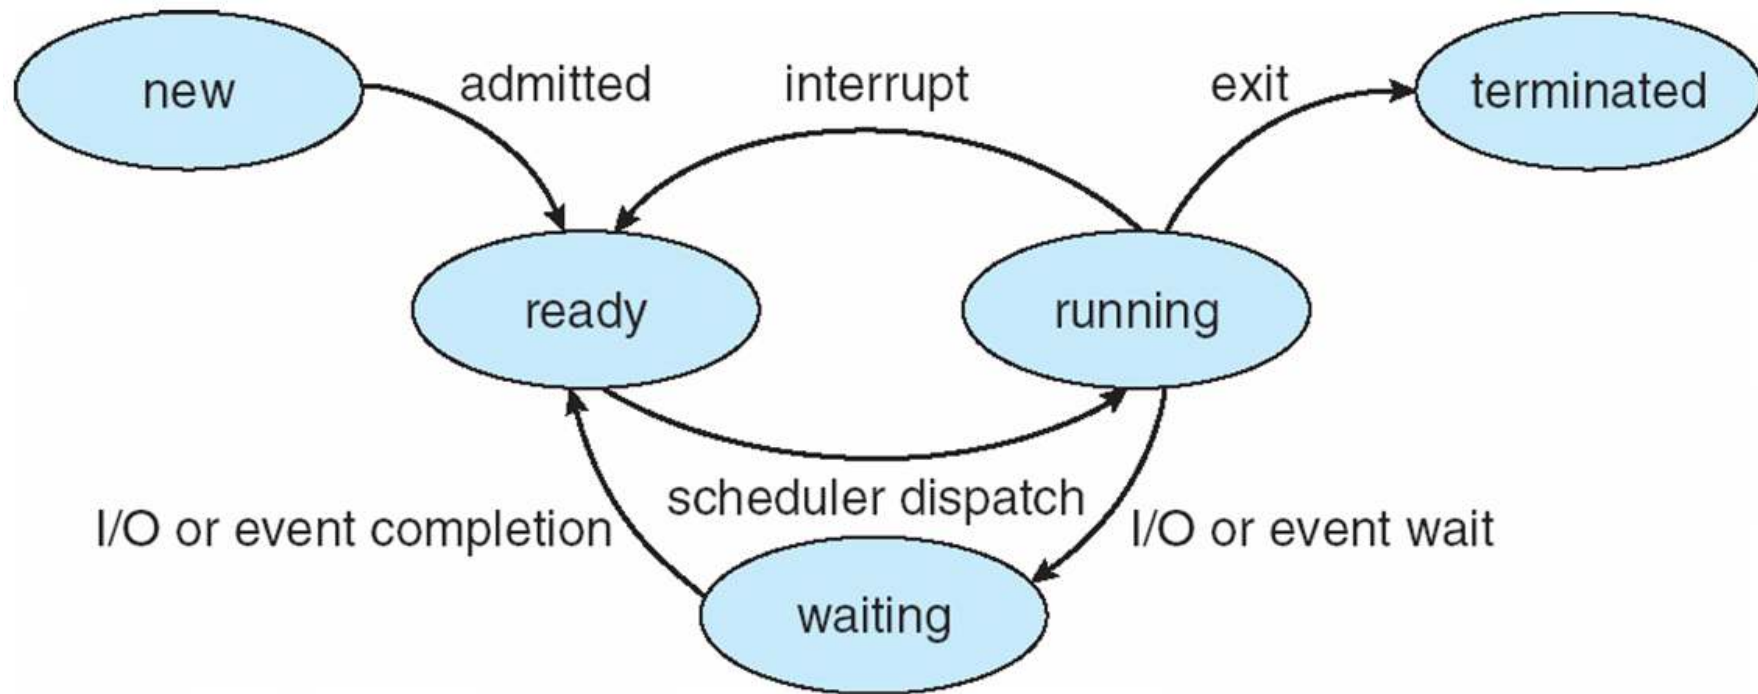 new
admitted
interrupt
exit
terminated
ready
running
scheduler dispatch
I/O or event completion
I/O or event wait
waiting